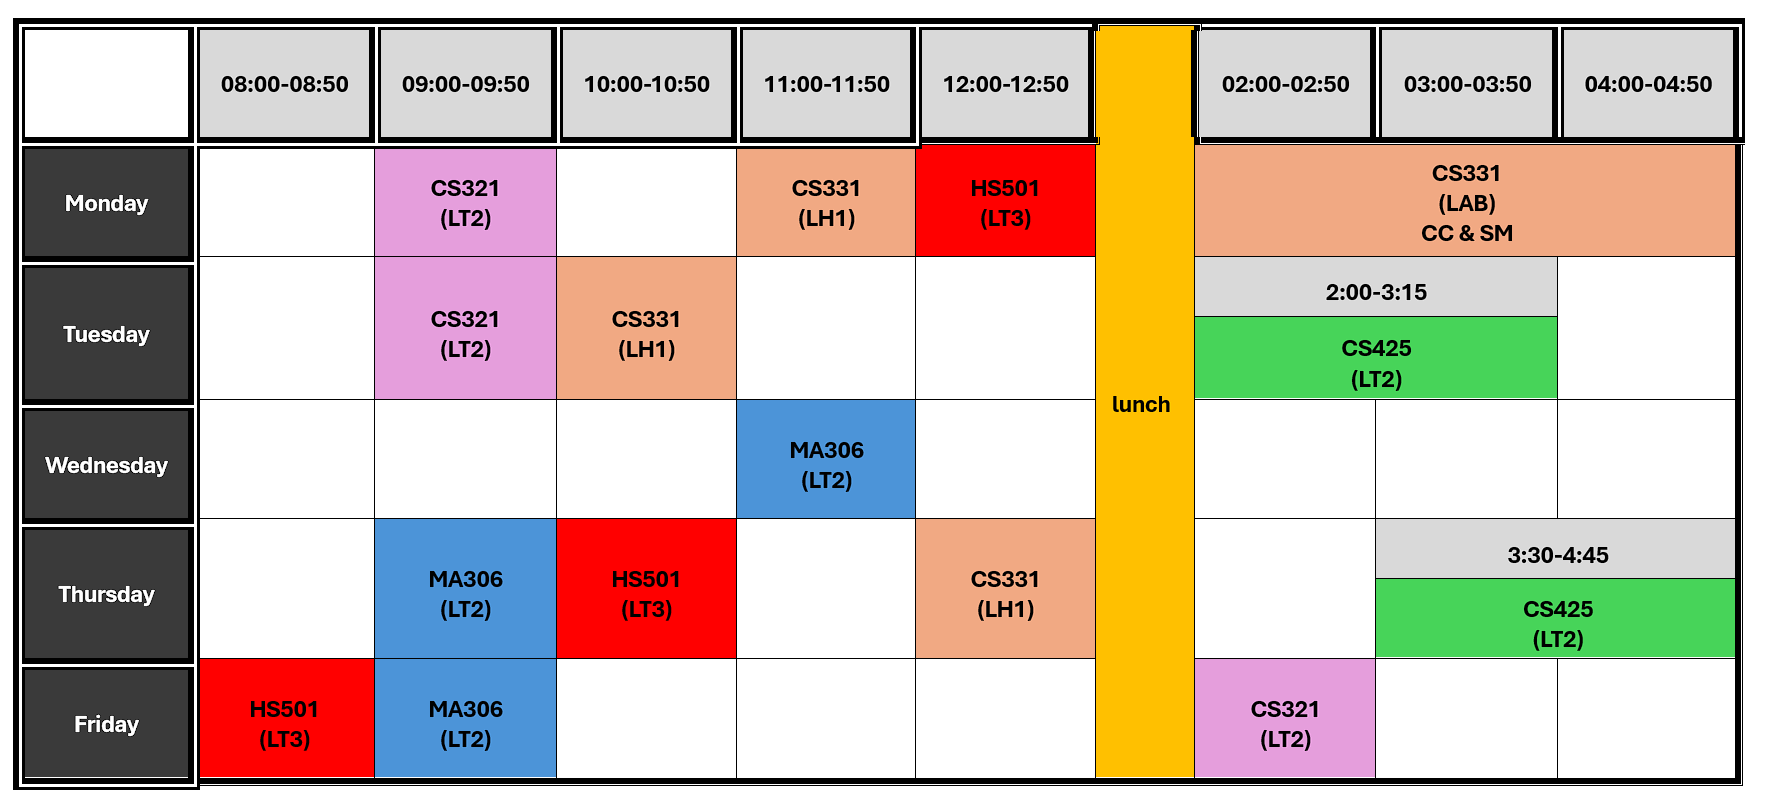 08:00-08:50
09:00-09:50
10:00-10:50
11:00-11:50
12:00-12:50
lunch
02:00-02:50
03:00-03:50
04:00-04:50
Monday
CS321
(LT2)
CS331
(LH1)
HS501
(LT3)
CS331
(LAB)
CC & SM
Tuesday
CS321
(LT2)
CS331
(LH1)
2:00-3:15
CS425
(LT2)
Wednesday
MA306
(LT2)
Thursday
MA306
(LT2)
HS501
(LT3)
CS331
(LH1)
3:30-4:45
CS425
(LT2)
Friday
HS501
(LT3)
MA306
(LT2)
CS321
(LT2)